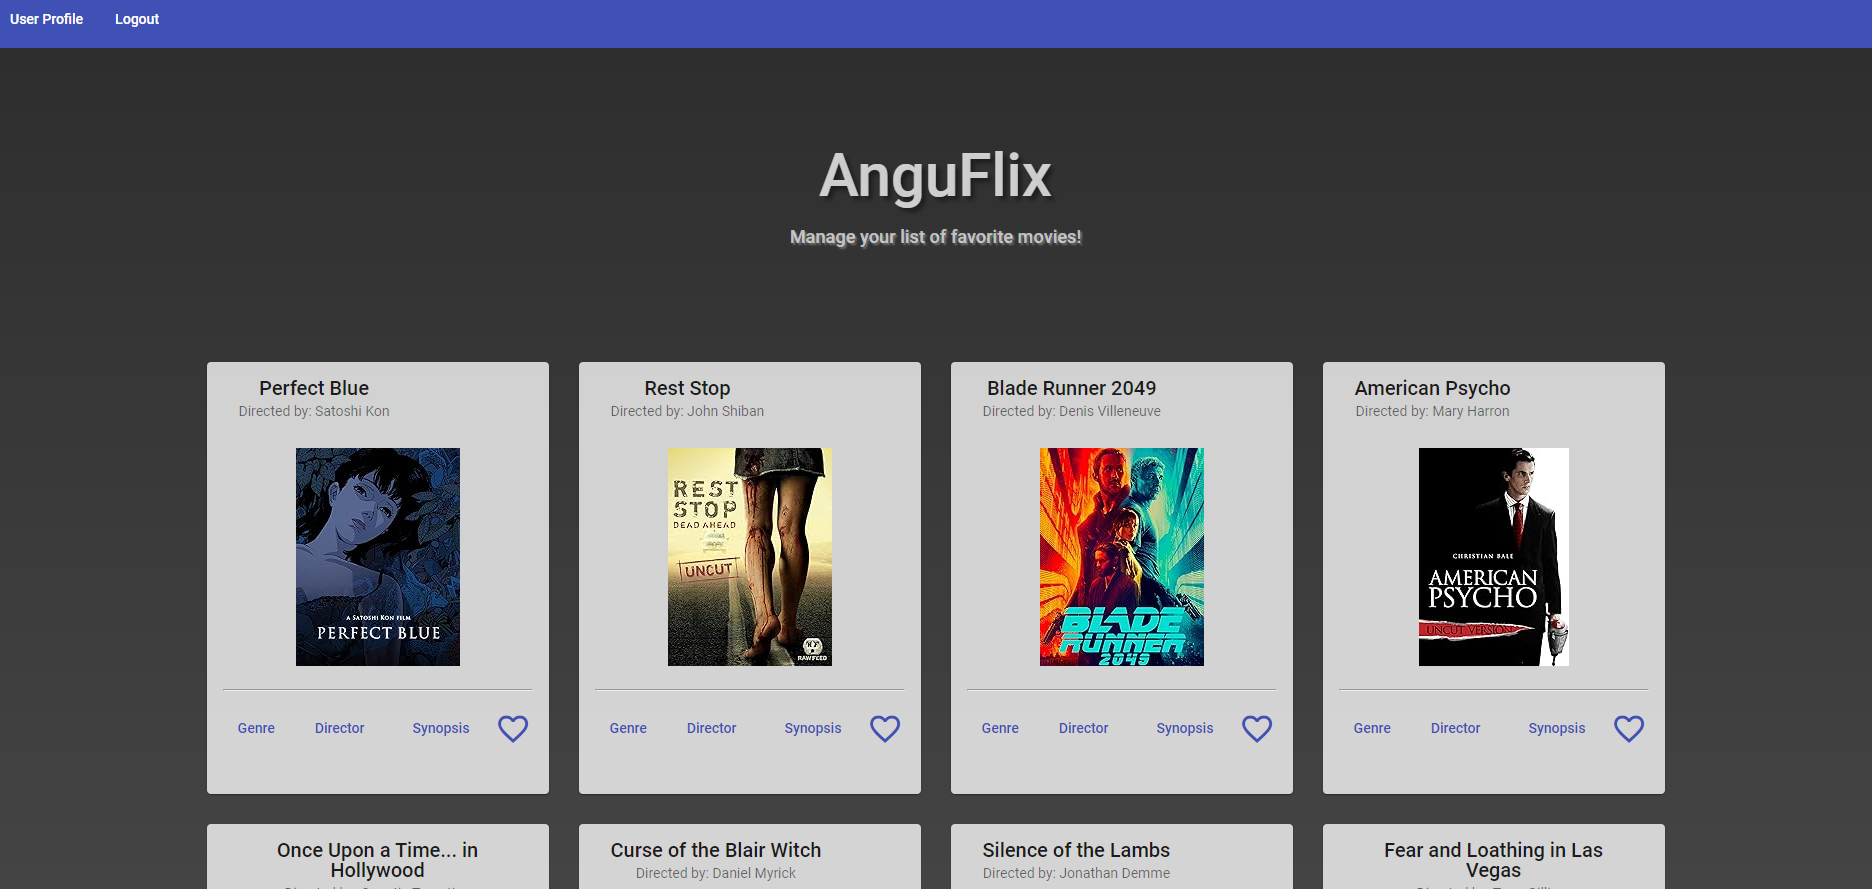 User Profile Logout
AnguFlix
Manage your list of favorite movies!
Perfect Blue
Directed by: Satoshi Kon
A SATOSHI KON FILM
PERFECT BLUE
Genre Director Synopsis
Rest Stop
Directed by: John Shiban
REST
STOP
DEAD AHEAD
UNCUT
RAW FEED
Genre Director Synopsis
Blade Runner 2049
Directed by: Denis Villeneuve
BLADE
RUNNER
2049
Genre Director Synopsis
American Psycho
Directed by: Mary Harron
CHRISTIAN BALE
AMERICAN
PSYCHO
UNCUT VERSION
Genre Director Synopsis
Once Upon a Time... in
Hollywood
Curse of the Blair Witch
Directed by: Daniel Myrick
Silence of the Lambs
Directed by: Jonathan Demme
Fear and Loathing in Las
Vegas